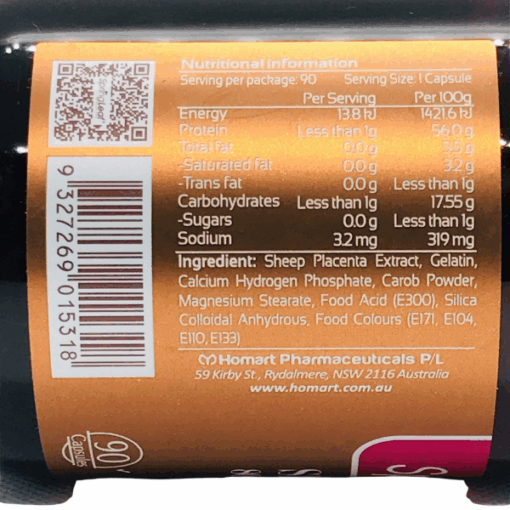 Nutritional information
Serving per package: 90 Serving Size: 1 Capsule
Per Serving Per 100g
Energy 13.8 kJ 1421.6 kJ
Protein Less than 1g 56.0 g
Total fat 0.0 g
-Saturated fat 0.0 g 3.2 g
-Trans fat 0.0 g Less than 1g
Carbohydrates Less than 1g 17.55 g
-Sugars 0.0 g Less than 1g
Sodium 3.2 mg 319 mg
Ingredient: Sheep Placenta Extract, Gelatin,
Calcium Hydrogen Phosphate, Carob Powder,
Magnesium Stearate, Food Acid (E300), Silica
Colloidal Anhydrous, Food Colours (E171, E104,
E110, E133)
Homart Pharmaceuticals P/L
59 Kirby St., Rydalmere, NSW 2116 Australia
www.homart.com.au
9 327269 015318
90
Capsules